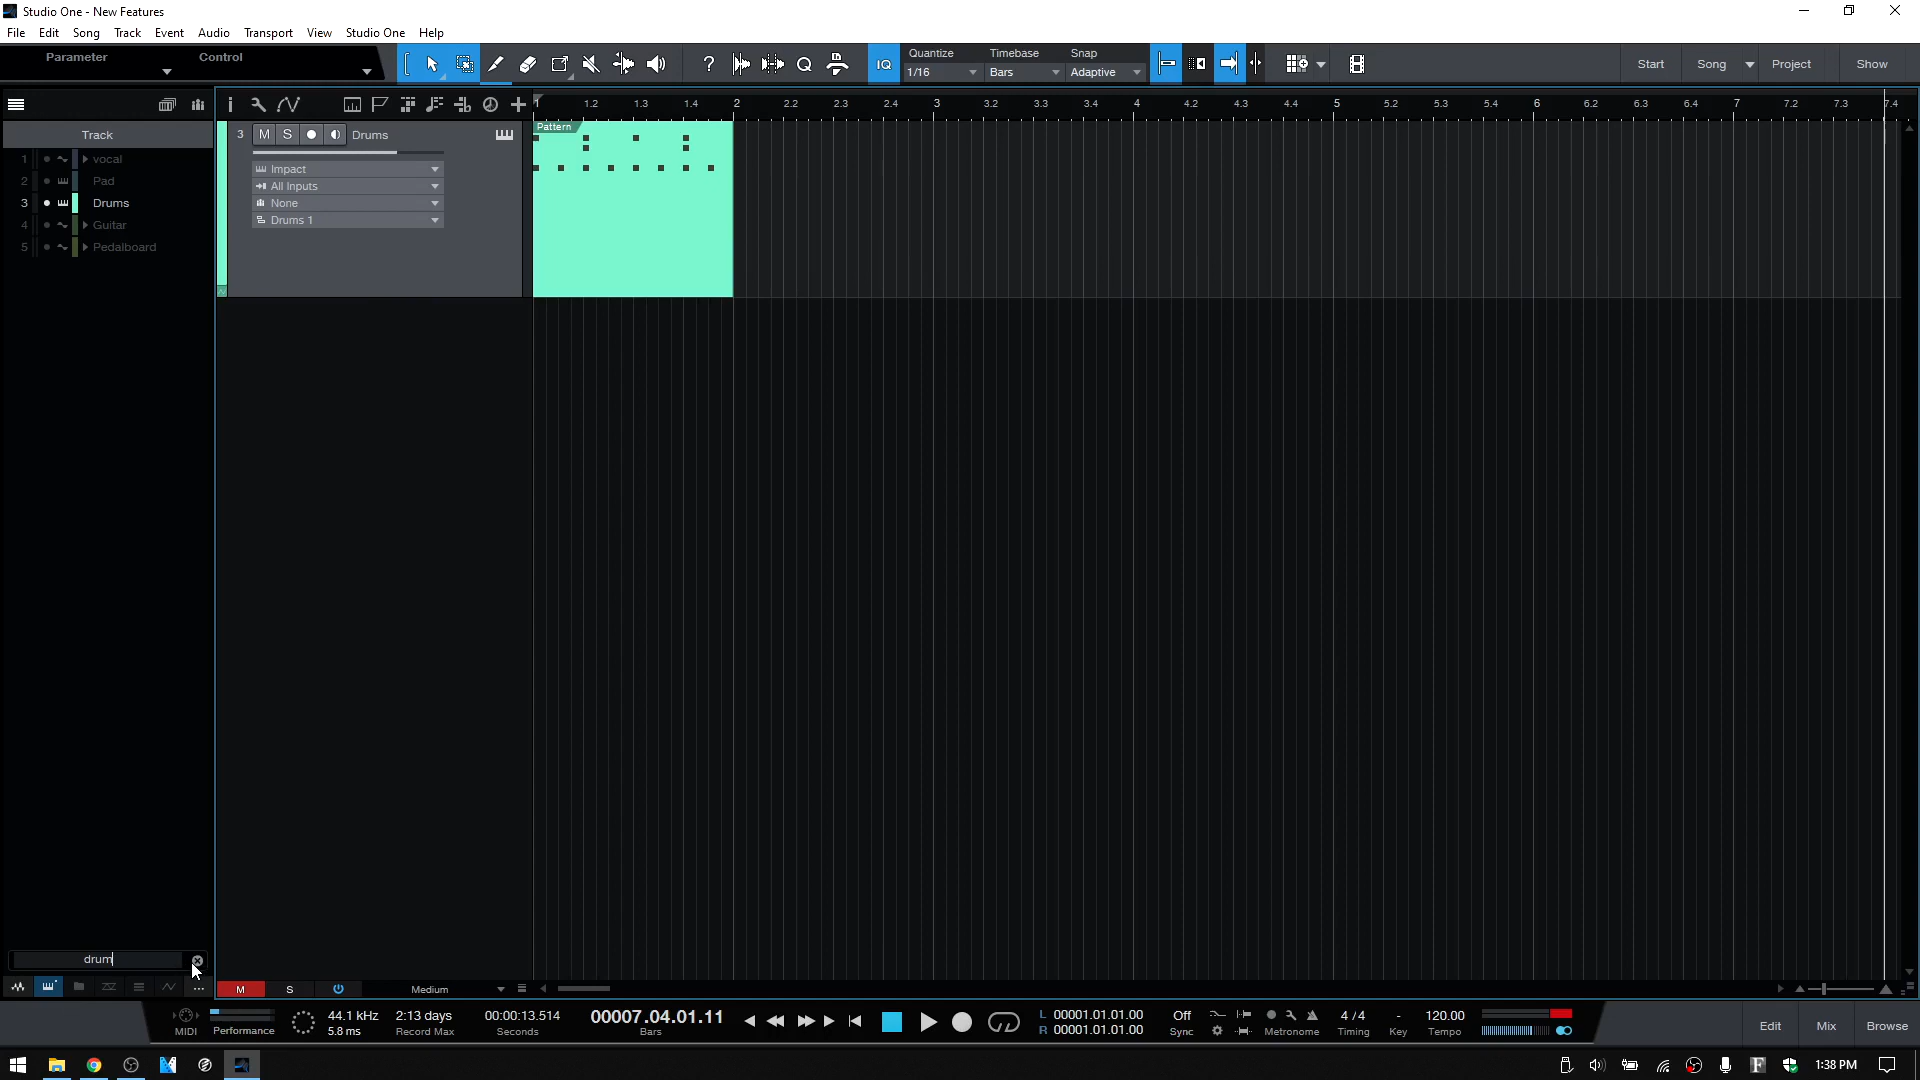 Studio One - New Features
File Edit Song Track Event Audio Transport View Studio One Help
Parameter Control
Quantize Timebase Snap
IQ 1/16 Bars Adaptive
Start Song Project Show
1 1.2 1.3 1.4 2 2.2 2.3 2.4 3 3.2 3.3 3.4 4 4.2 4.3 4.4 5 5.2 5.3 5.4 6 6.2 6.3 6.4 7 7.2 7.3 7.4
Track
1 vocal
2 Pad
3 Drums
4 Guitar
5 Pedalboard
3 M S Drums
Impact
All Inputs
None
Drums 1
Pattern
drum
M S Medium
MIDI
Performance
44.1 kHz
5.8 ms
2:13 days
Record Max
00:00:13.514
Seconds
00007.04.01.11
Bars
L 00001.01.01.00
R 00001.01.01.00
Off
Sync
Metronome
4 / 4
Timing
-
Key
120.00
Tempo
Edit Mix Browse
1:38 PM